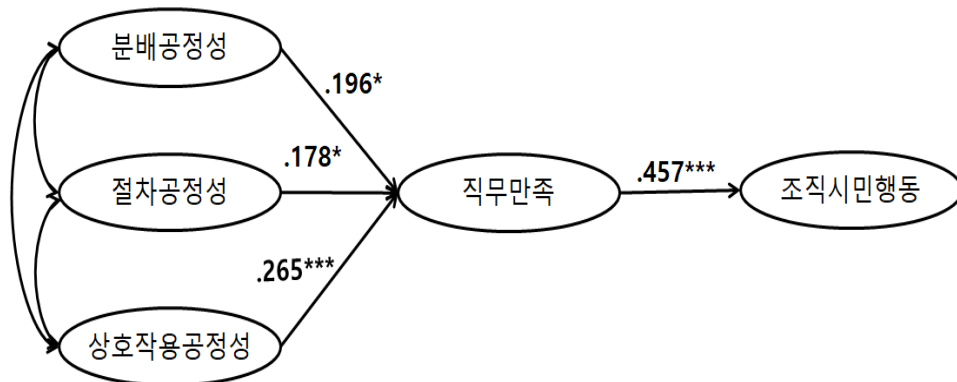 분배공정성
.196*
절차공정성
.178*
직무만족
.457***
조직시민행동
.265***
상호작용공정성